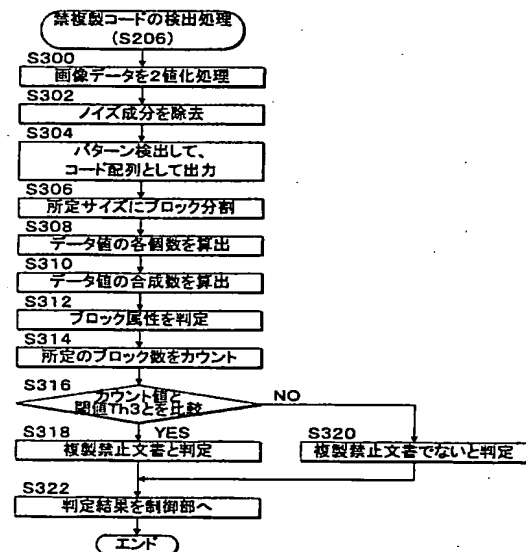 禁複製コードの検出処理
(S206)
S300
画像データを2値化処理
S302
ノイズ成分を除去
S304
パターン検出して、
コード配列として出力
S306
所定サイズにブロック分割
S308
データ値の各個数を算出
S310
データ値の合成数を算出
S312
ブロック属性を判定
S314
所定のブロック数をカウント
S316
カウント値と
閾値Th3とを比較
NO
YES
S318
複製禁止文書と判定
S320
複製禁止文書でないと判定
S322
判定結果を制御部へ
エンド